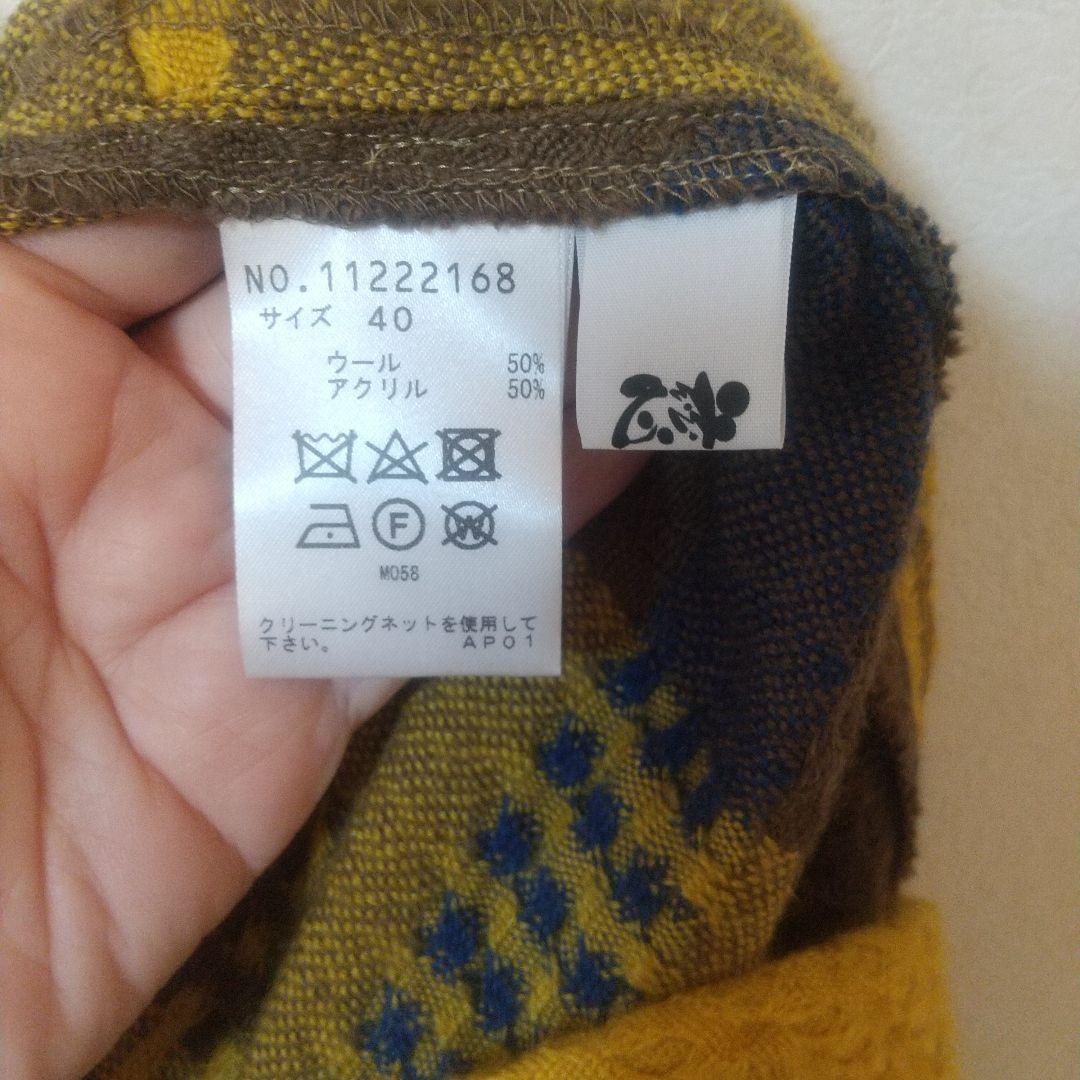 NO.11222168
サイズ 40
ウール 50%
アクリル 50%
F
W
M058
クリーニングネットを使用して
下さい。 AP01